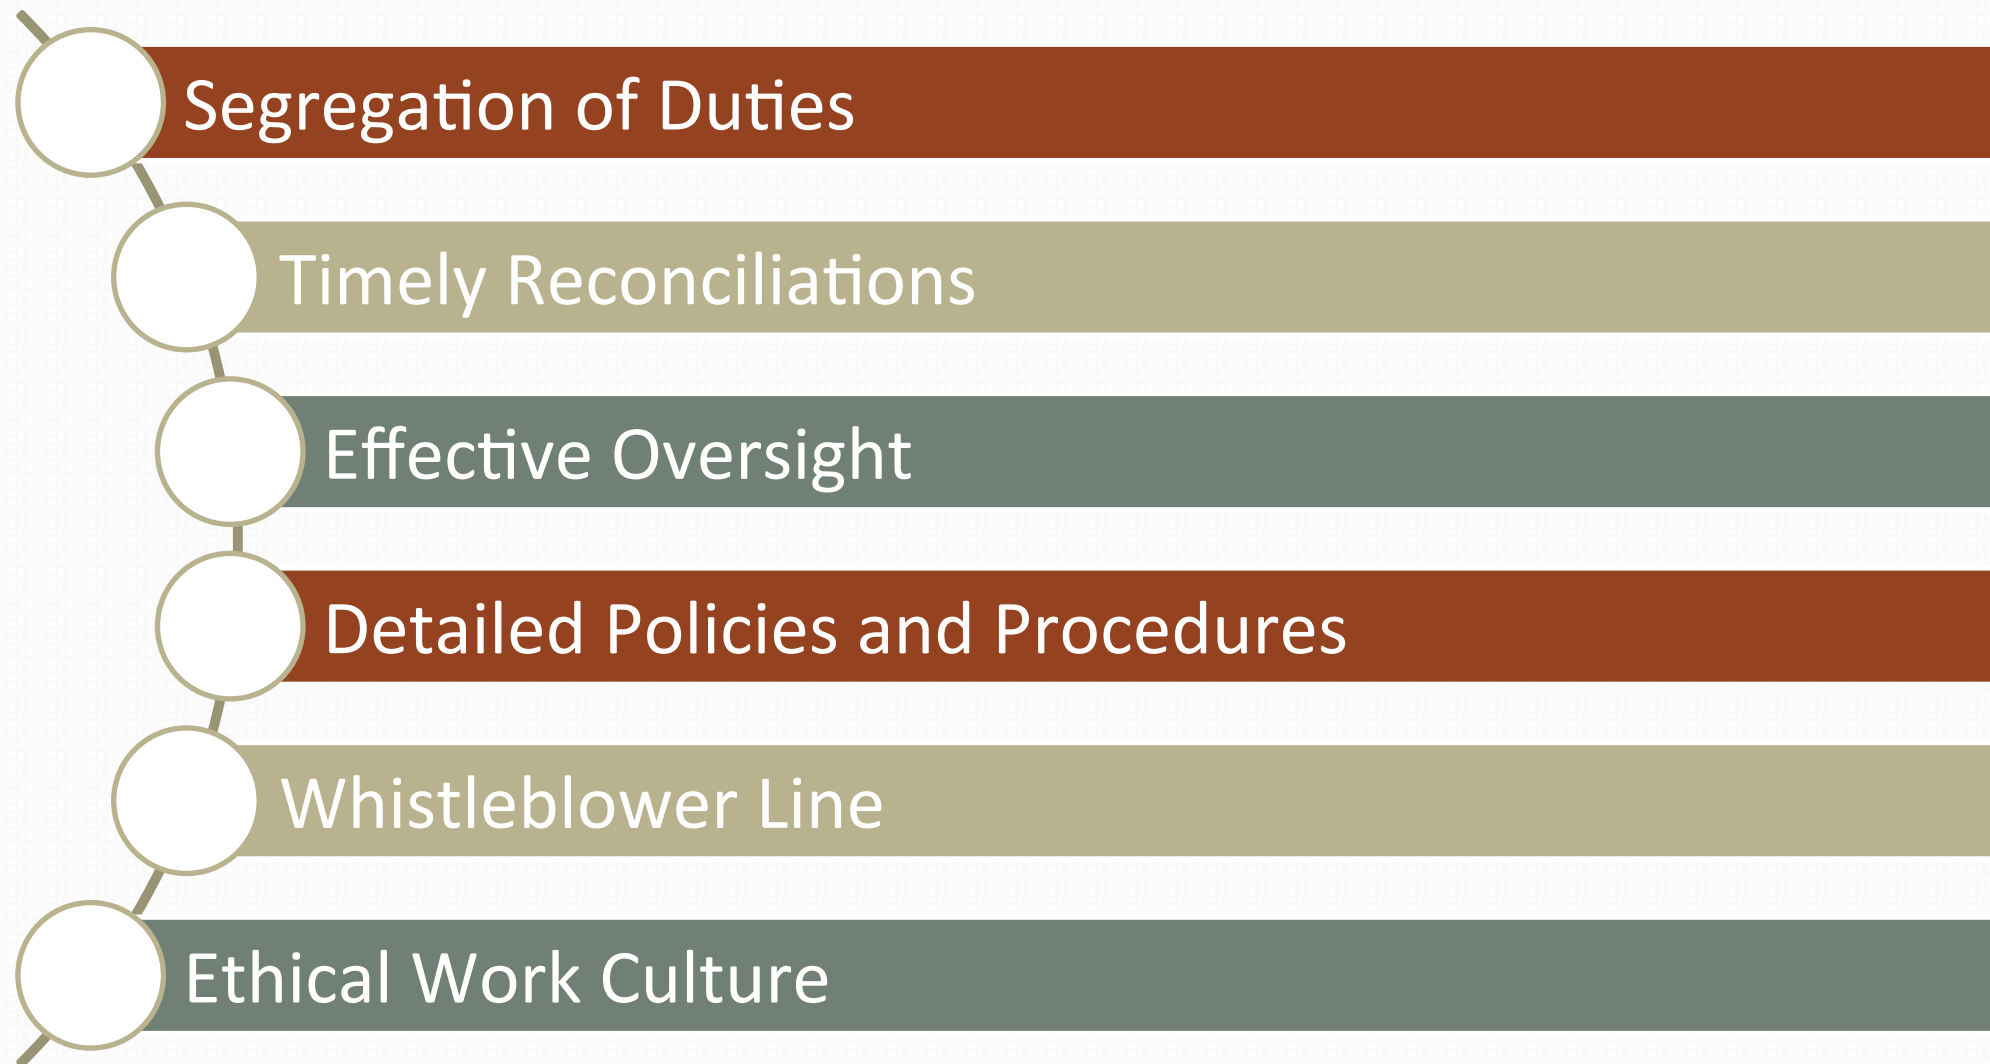 Segregation of Duties
Timely Reconciliations
Effective Oversight
Detailed Policies and Procedures
Whistleblower Line
Ethical Work Culture